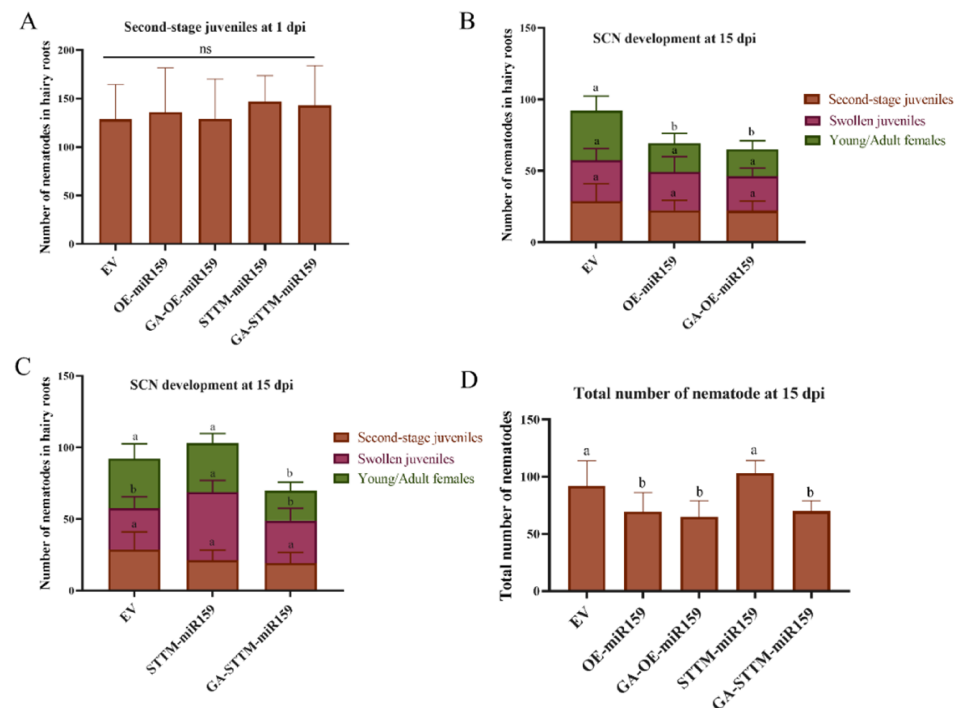 A
Second-stage juveniles at 1 dpi
Number of nematodes in hairy roots
200
150
100
50
0
ns
EV
OE-miR159
GA-OE-miR159
STTM-miR159
GA-STTM-miR159
B
SCN development at 15 dpi
Number of nematodes in hairy roots
150
100
50
0
a
a
a
b
a
a
b
a
a
EV
OE-miR159
GA-OE-miR159
Second-stage juveniles
Swollen juveniles
Young/Adult females
C
SCN development at 15 dpi
Number of nematodes in hairy roots
150
100
50
0
a
b
a
a
a
a
b
b
a
EV
STTM-miR159
GA-STTM-miR159
Second-stage juveniles
Swollen juveniles
Young/Adult females
D
Total number of nematode at 15 dpi
Total number of nematodes
150
100
50
0
a
b
b
a
b
EV
OE-miR159
GA-OE-miR159
STTM-miR159
GA-STTM-miR159